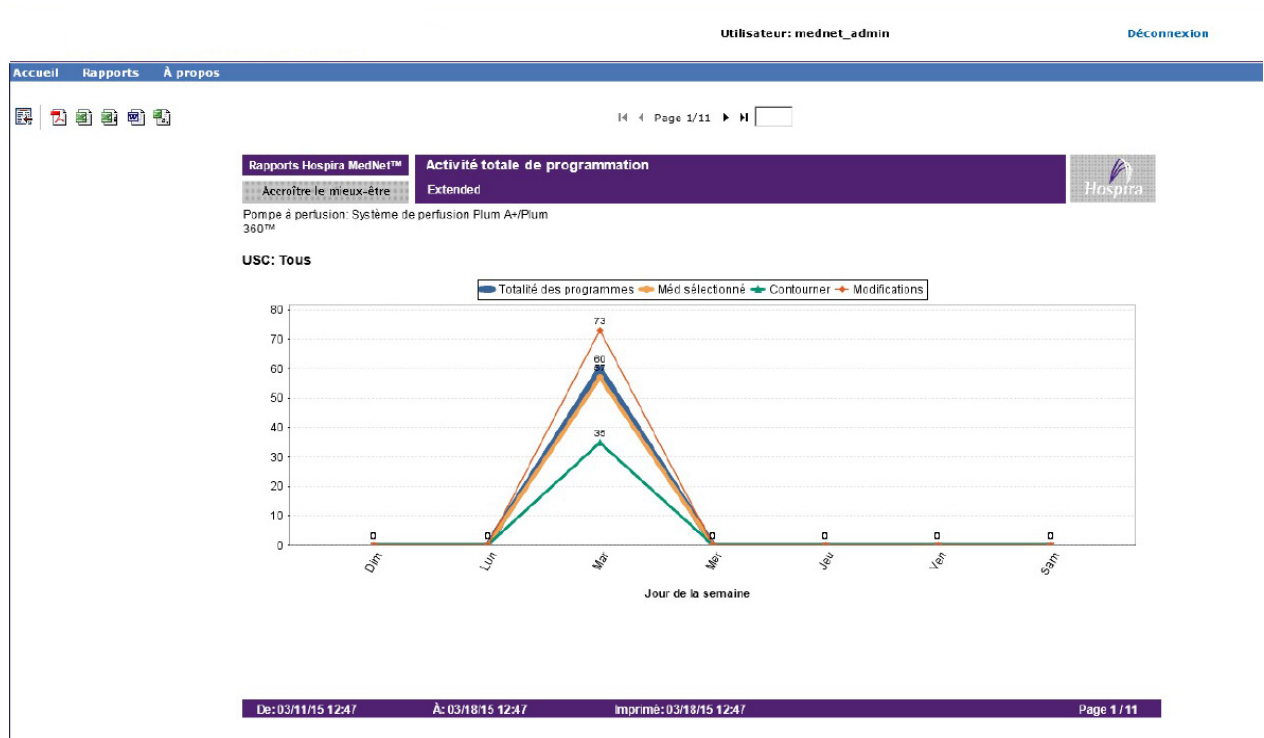 Utilisateur: mednet_admin
Déconnexion
Accueil Rapports À propos
Page 1/11
Rapports Hospira MedNet™
Activité totale de programmation
Accroître le mieux-être
Extended
Hospira
Pompe à perfusion: Système de perfusion Plum A+/Plum
360™
USC: Tous
Totalité des programmes Méd sélectionné Contourner Modifications
80
70
60
50
40
30
20
10
0
73
60
35
0 0 0 0 0 0
Dim Lun Mar Mer Jeu Ven Sam
Jour de la semaine
De: 03/11/15 12:47 À: 03/18/15 12:47 Imprimé: 03/18/15 12:47 Page 1 / 11